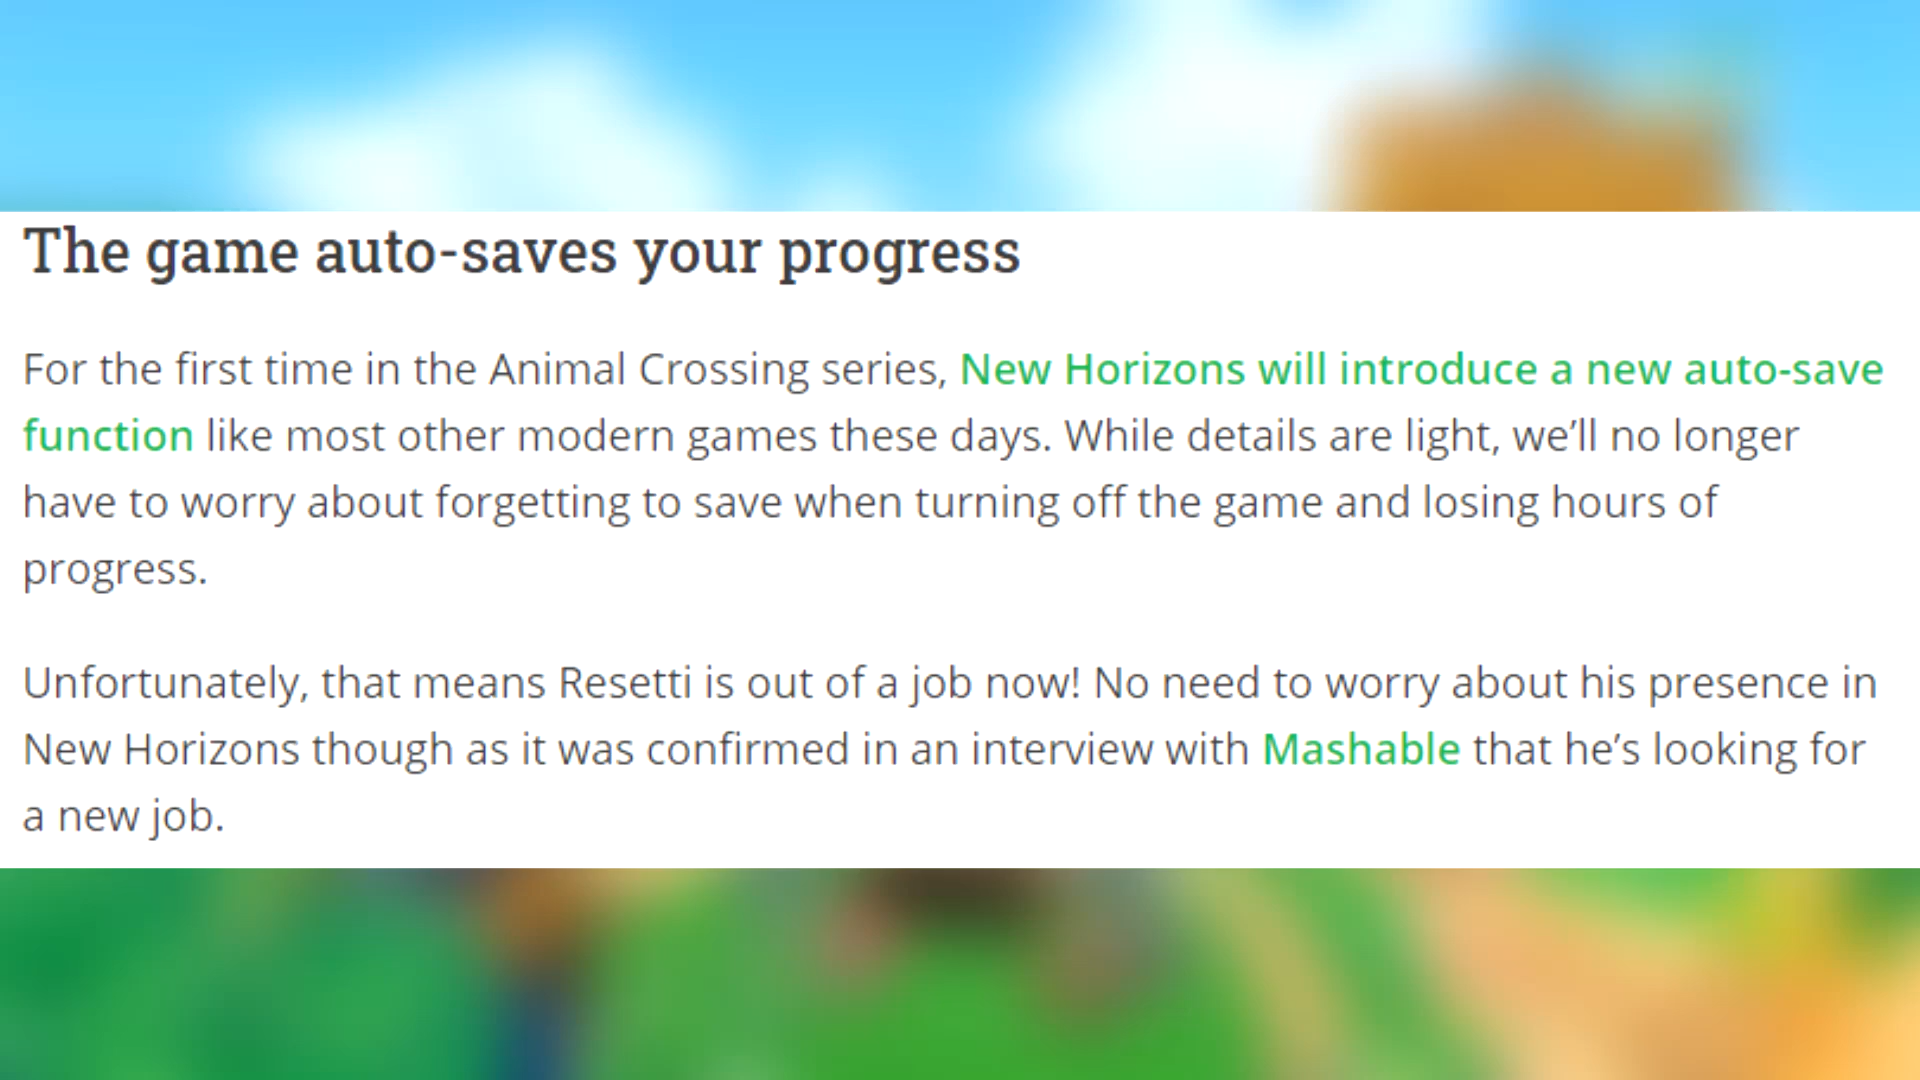 The game auto-saves your progress
For the first time in the Animal Crossing series, New Horizons will introduce a new auto-save
function like most other modern games these days. While details are light, we’ll no longer
have to worry about forgetting to save when turning off the game and losing hours of
progress.
Unfortunately, that means Resetti is out of a job now! No need to worry about his presence in
New Horizons though as it was confirmed in an interview with Mashable that he’s looking for
a new job.